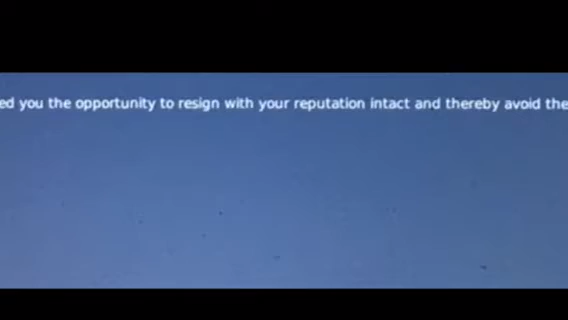 ed you the opportunity to resign with your reputation intact and thereby avoid the